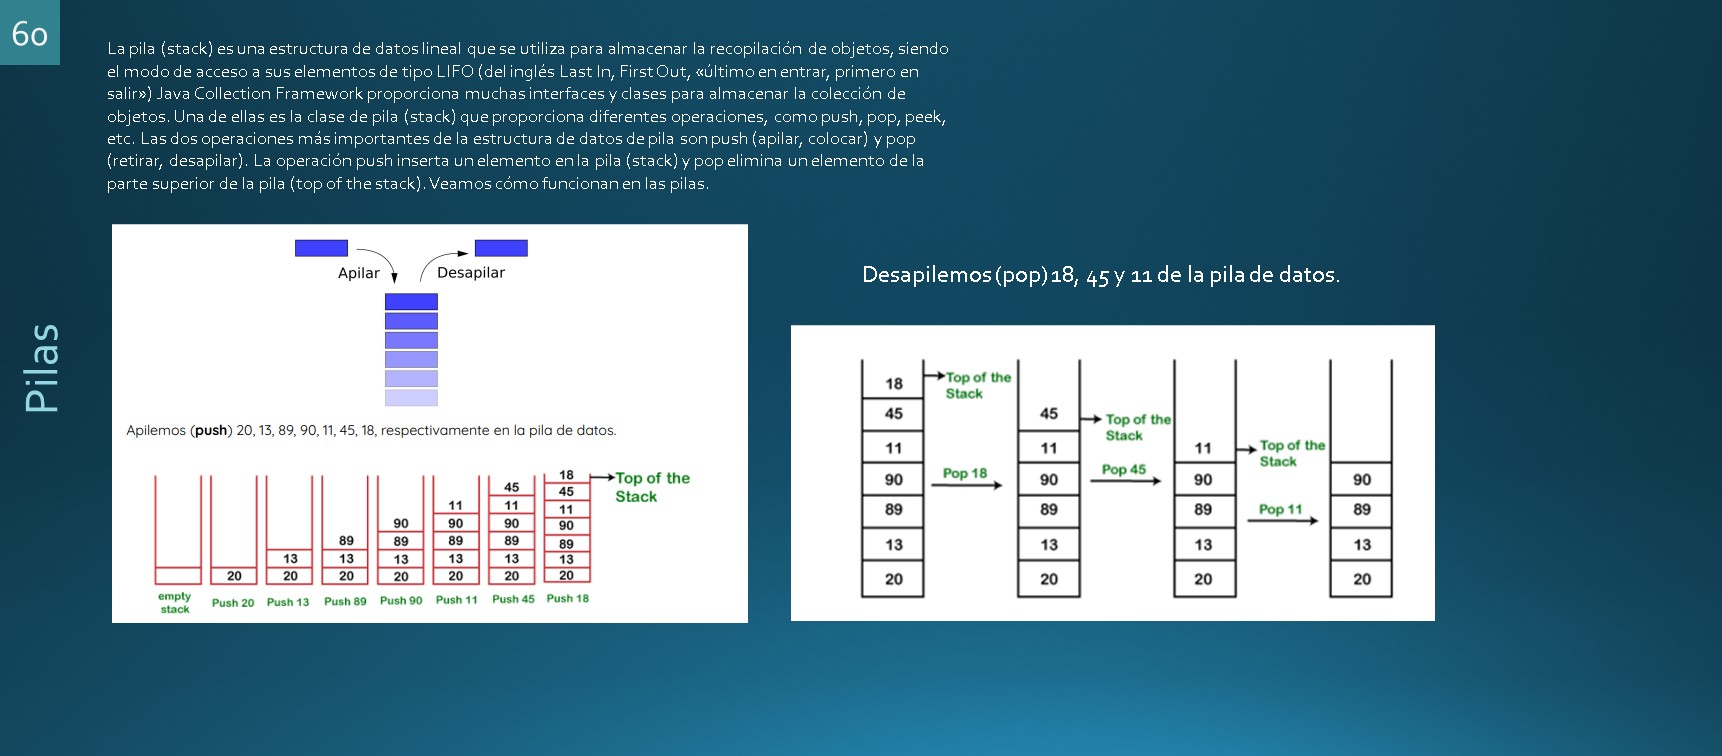 60
Pilas
La pila (stack) es una estructura de datos lineal que se utiliza para almacenar la recopilación de objetos, siendo
el modo de acceso a sus elementos de tipo LIFO (del inglés Last In, First Out, «último en entrar, primero en
salir») Java Collection Framework proporciona muchas interfaces y clases para almacenar la colección de
objetos. Una de ellas es la clase de pila (stack) que proporciona diferentes operaciones, como push, pop, peek,
etc. Las dos operaciones más importantes de la estructura de datos de pila son push (apilar, colocar) y pop
(retirar, desapilar). La operación push inserta un elemento en la pila (stack) y pop elimina un elemento de la
parte superior de la pila (top of the stack). Veamos cómo funcionan en las pilas.
Apilar Desapilar
Apilemos (push) 20, 13, 89, 90, 11, 45, 18, respectivamente en la pila de datos.
empty
stack
20
Push 20
13
20
Push 13
89
13
20
Push 89
90
89
13
20
Push 90
11
90
89
13
20
Push 11
45
11
90
89
13
20
Push 45
18
45
11
90
89
13
20
Push 18
Top of the
Stack
Desapilemos (pop) 18, 45 y 11 de la pila de datos.
18
45
11
90
89
13
20
Top of the
Stack
Pop 18
45
11
90
89
13
20
Top of the
Stack
Pop 45
11
90
89
13
20
Top of the
Stack
Pop 11
90
89
13
20